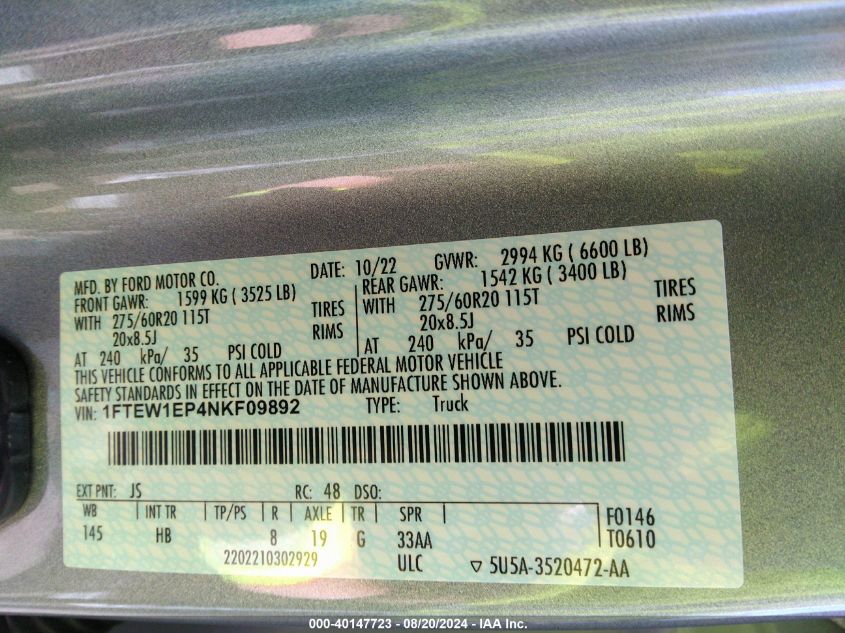 MFD. BY FORD MOTOR CO. DATE: 10/22 GVWR: 2994 KG ( 6600 LB)
FRONT GAWR: 1599 KG ( 3525 LB) REAR GAWR: 1542 KG ( 3400 LB)
WITH 275/60R20 115T TIRES WITH 275/60R20 115T TIRES
20x8.5J RIMS 20x8.5J RIMS
AT 240 kPa/ 35 PSI COLD AT 240 kPa/ 35 PSI COLD
THIS VEHICLE CONFORMS TO ALL APPLICABLE FEDERAL MOTOR VEHICLE
SAFETY STANDARDS IN EFFECT ON THE DATE OF MANUFACTURE SHOWN ABOVE.
VIN: 1FTEW1EP4NKF09892 TYPE: Truck
EXT PNT: JS RC: 48 DSO:
WB INT TR TP/PS R AXLE TR SPR F0146
145 HB 8 19 G 33AA T0610
2202210302929 ULC ▽ 5U5A-3520472-AA
000-40147723 - 08/20/2024 - IAA Inc.